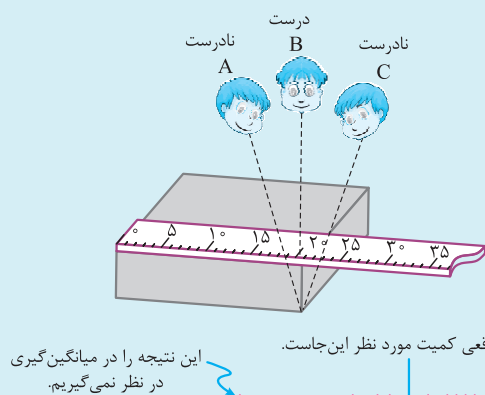 درست
نادرست
نادرست
B
A
C
۰ ۵ ۱۰ ۱۵ ۲۰ ۲۵ ۳۰ ۳۵
کمیت مورد نظر این‌جاست.
این نتیجه را در میانگین‌گیری
در نظر نمی‌گیریم.